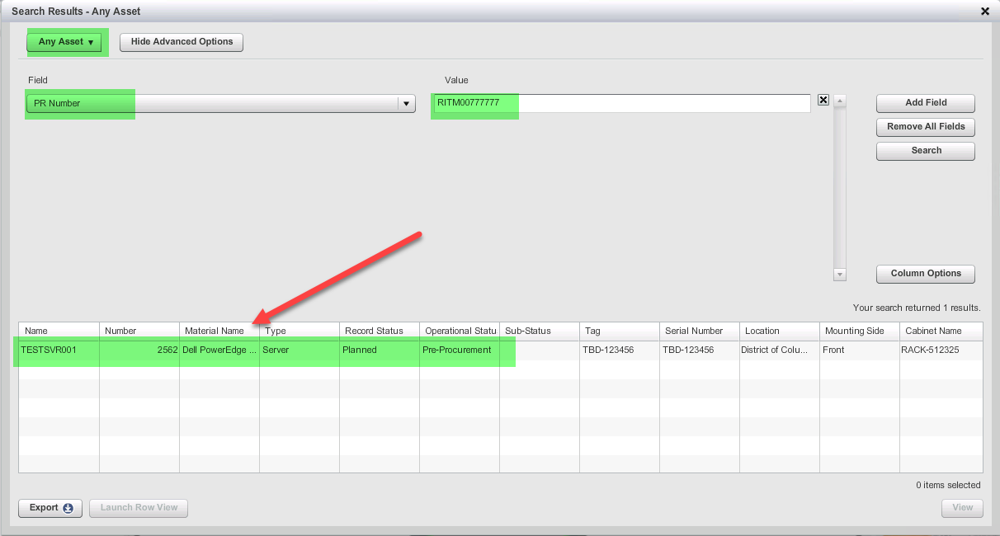 Search Results - Any Asset
Any Asset
Hide Advanced Options
Field
Value
PR Number
RITM00777777
Add Field
Remove All Fields
Search
Column Options
Your search returned 1 results.
Name Number Material Name Type Record Status Operational Statu Sub-Status Tag Serial Number Location Mounting Side Cabinet Name
TESTSVR001 2562 Dell PowerEdge ... Server Planned Pre-Procurement TBD-123456 TBD-123456 District of Colu... Front RACK-512325
0 items selected
Export Launch Row View View